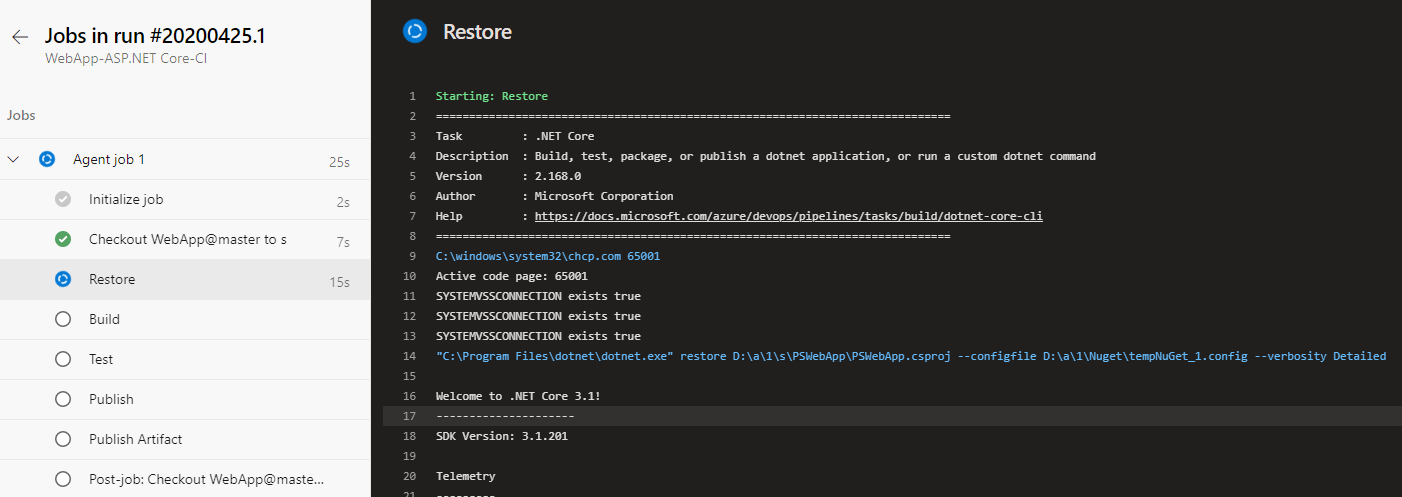 Jobs in run #20200425.1
WebApp-ASP.NET Core-CI
Jobs
Agent job 1 25s
Initialize job 2s
Checkout WebApp@master to s 7s
Restore 15s
Build
Test
Publish
Publish Artifact
Post-job: Checkout WebApp@maste...
Restore
1 Starting: Restore
2 ==============================================================================
3 Task         : .NET Core
4 Description  : Build, test, package, or publish a dotnet application, or run a custom dotnet command
5 Version      : 2.168.0
6 Author       : Microsoft Corporation
7 Help         : https://docs.microsoft.com/azure/devops/pipelines/tasks/build/dotnet-core-cli
8 ==============================================================================
9 C:\windows\system32\chcp.com 65001
10 Active code page: 65001
11 SYSTEMVSSCONNECTION exists true
12 SYSTEMVSSCONNECTION exists true
13 SYSTEMVSSCONNECTION exists true
14 "C:\Program Files\dotnet\dotnet.exe" restore D:\a\1\s\PSWebApp\PSWebApp.csproj --configfile D:\a\1\Nuget\tempNuGet_1.config --verbosity Detailed
15
16 Welcome to .NET Core 3.1!
17 ---------------------
18 SDK Version: 3.1.201
19
20 Telemetry
21 ---------